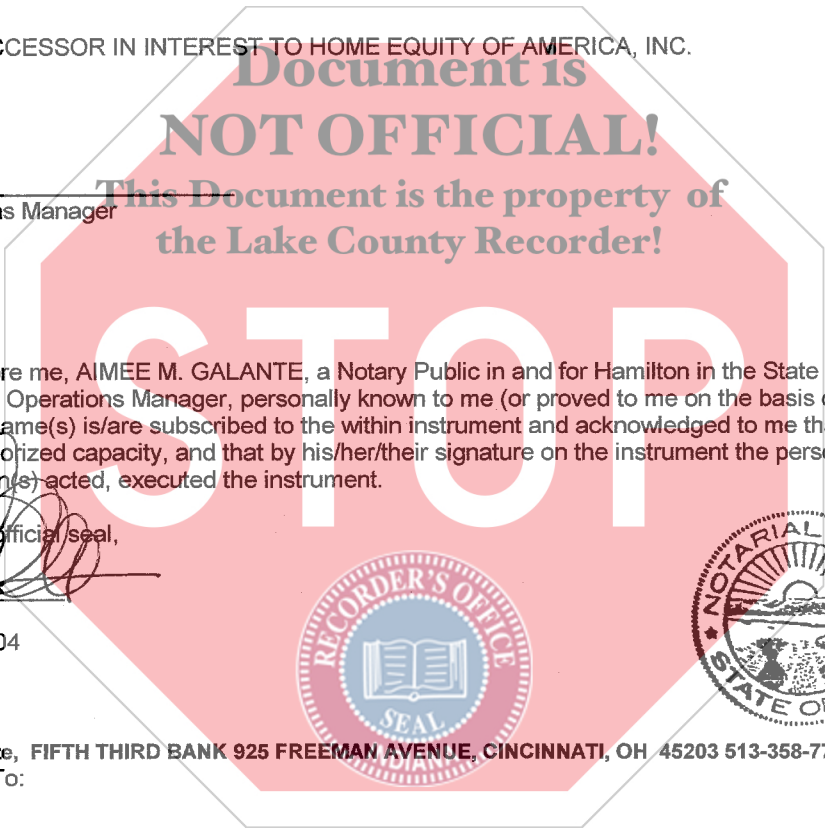 CCESSOR IN INTEREST TO HOME EQUITY OF AMERICA, INC.
Document is
NOT OFFICIAL!
This Document is the property of
s Manager
the Lake County Recorder!
STOP
re me, AIMEE M. GALANTE, a Notary Public in and for Hamilton in the State
Operations Manager, personally known to me (or proved to me on the basis
ame(s) is/are subscribed to the within instrument and acknowledged to me th
orized capacity, and that by his/her/their signature on the instrument the pers
(s) acted, executed the instrument.
fficial seal,
NOTARIAL
STATE OF
RECORDER'S OFFICE
SEAL
INDIANA
04
e, FIFTH THIRD BANK 925 FREEMAN AVENUE, CINCINNATI, OH 45203 513-358-7
To: